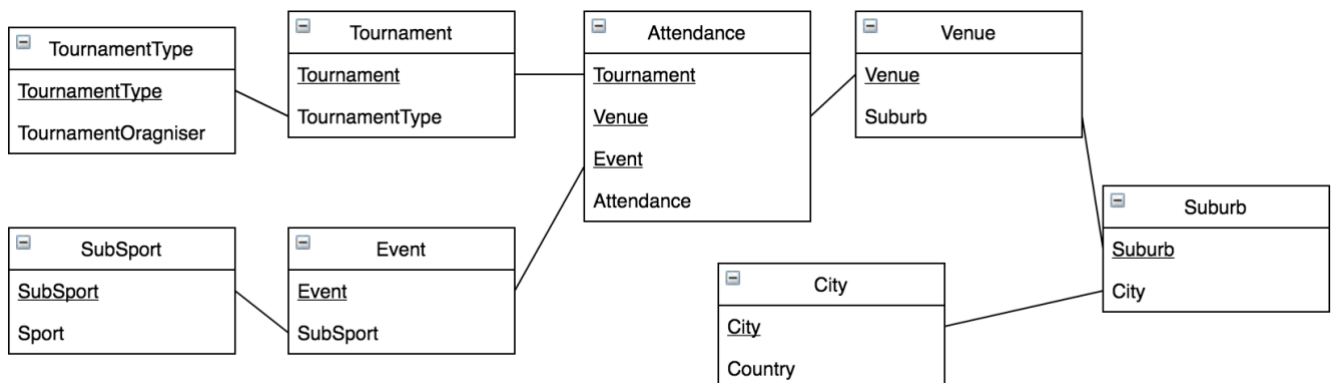 TournamentType
TournamentType
TournamentOragniser
Tournament
Tournament
TournamentType
Attendance
Tournament
Venue
Event
Attendance
Venue
Venue
Suburb
Suburb
Suburb
City
SubSport
SubSport
Sport
Event
Event
SubSport
City
City
Country